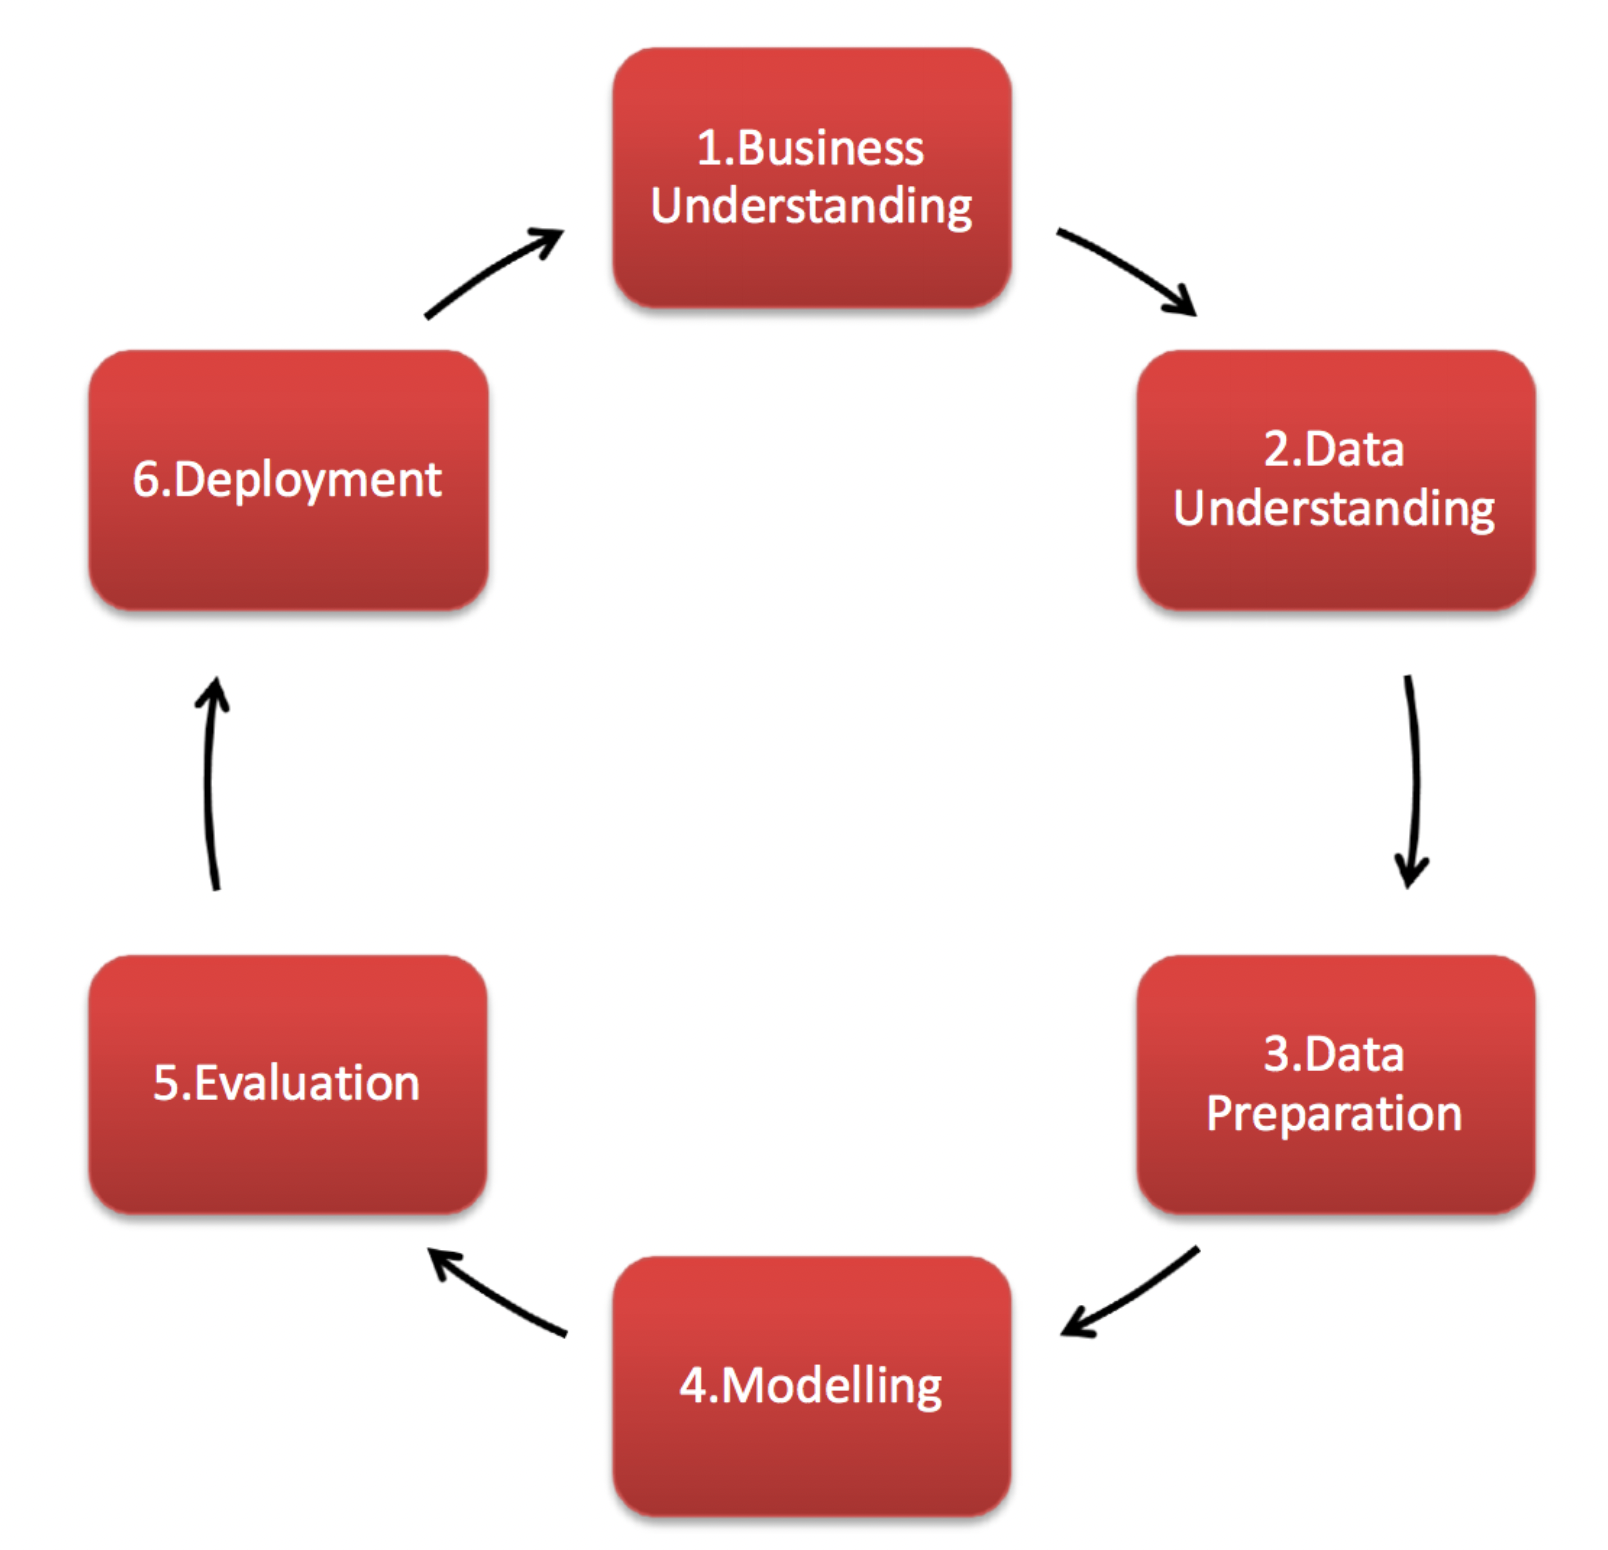 1.Business
Understanding
2.Data
Understanding
3.Data
Preparation
4.Modelling
5.Evaluation
6.Deployment